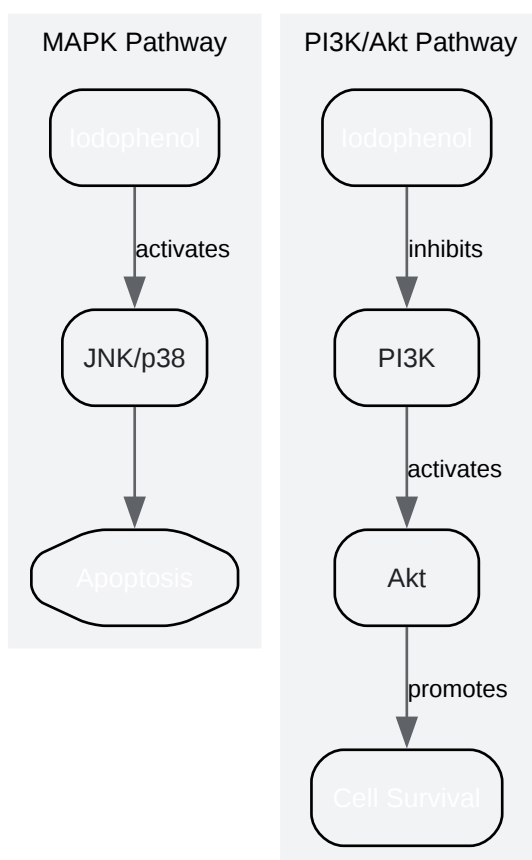 MAPK Pathway
Iodophenol
activates
JNK/p38
Apoptosis
PI3K/Akt Pathway
Iodophenol
inhibits
PI3K
activates
Akt
promotes
Cell Survival